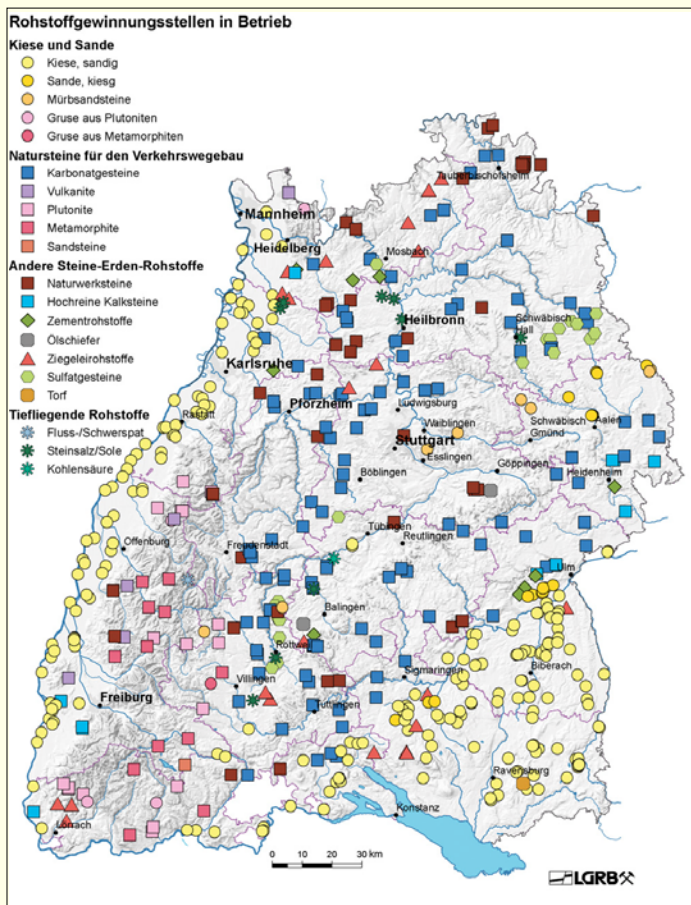 Rohstoffgewinnungsstellen in Betrieb
Kiese und Sande
Kiese, sandig
Sande, kiesg
Mürbsandsteine
Gruse aus Plutoniten
Gruse aus Metamorphiten
Natursteine für den Verkehrswegebau
Karbonatgesteine
Vulkanite
Plutonite
Metamorphite
Sandsteine
Andere Steine-Erden-Rohstoffe
Naturwerksteine
Hochreine Kalksteine
Zementrohstoffe
Ölschiefer
Ziegeleirohstoffe
Sulfatgesteine
Torf
Tiefliegende Rohstoffe
Fluss-/Schwerspat
Steinsalz/Sole
Kohlensäure
Tauberbischofsheim
Mannheim
Heidelberg
Mosbach
Heilbronn
Schwäbisch
Hall
Karlsruhe
Pforzheim
Ludwigsburg
Rastatt
Waiblingen
Schwäbisch
Gmünd
Aalen
Stuttgart
Esslingen
Göppingen
Heidenheim
Böblingen
Tübingen
Reutlingen
Offenburg
Freudenstadt
Ulm
Balingen
Rottweil
Sigmaringen
Biberach
Villingen
Freiburg
Tuttlingen
Ravensburg
Konstanz
Lörrach
0 10 20 30 km
LGRB